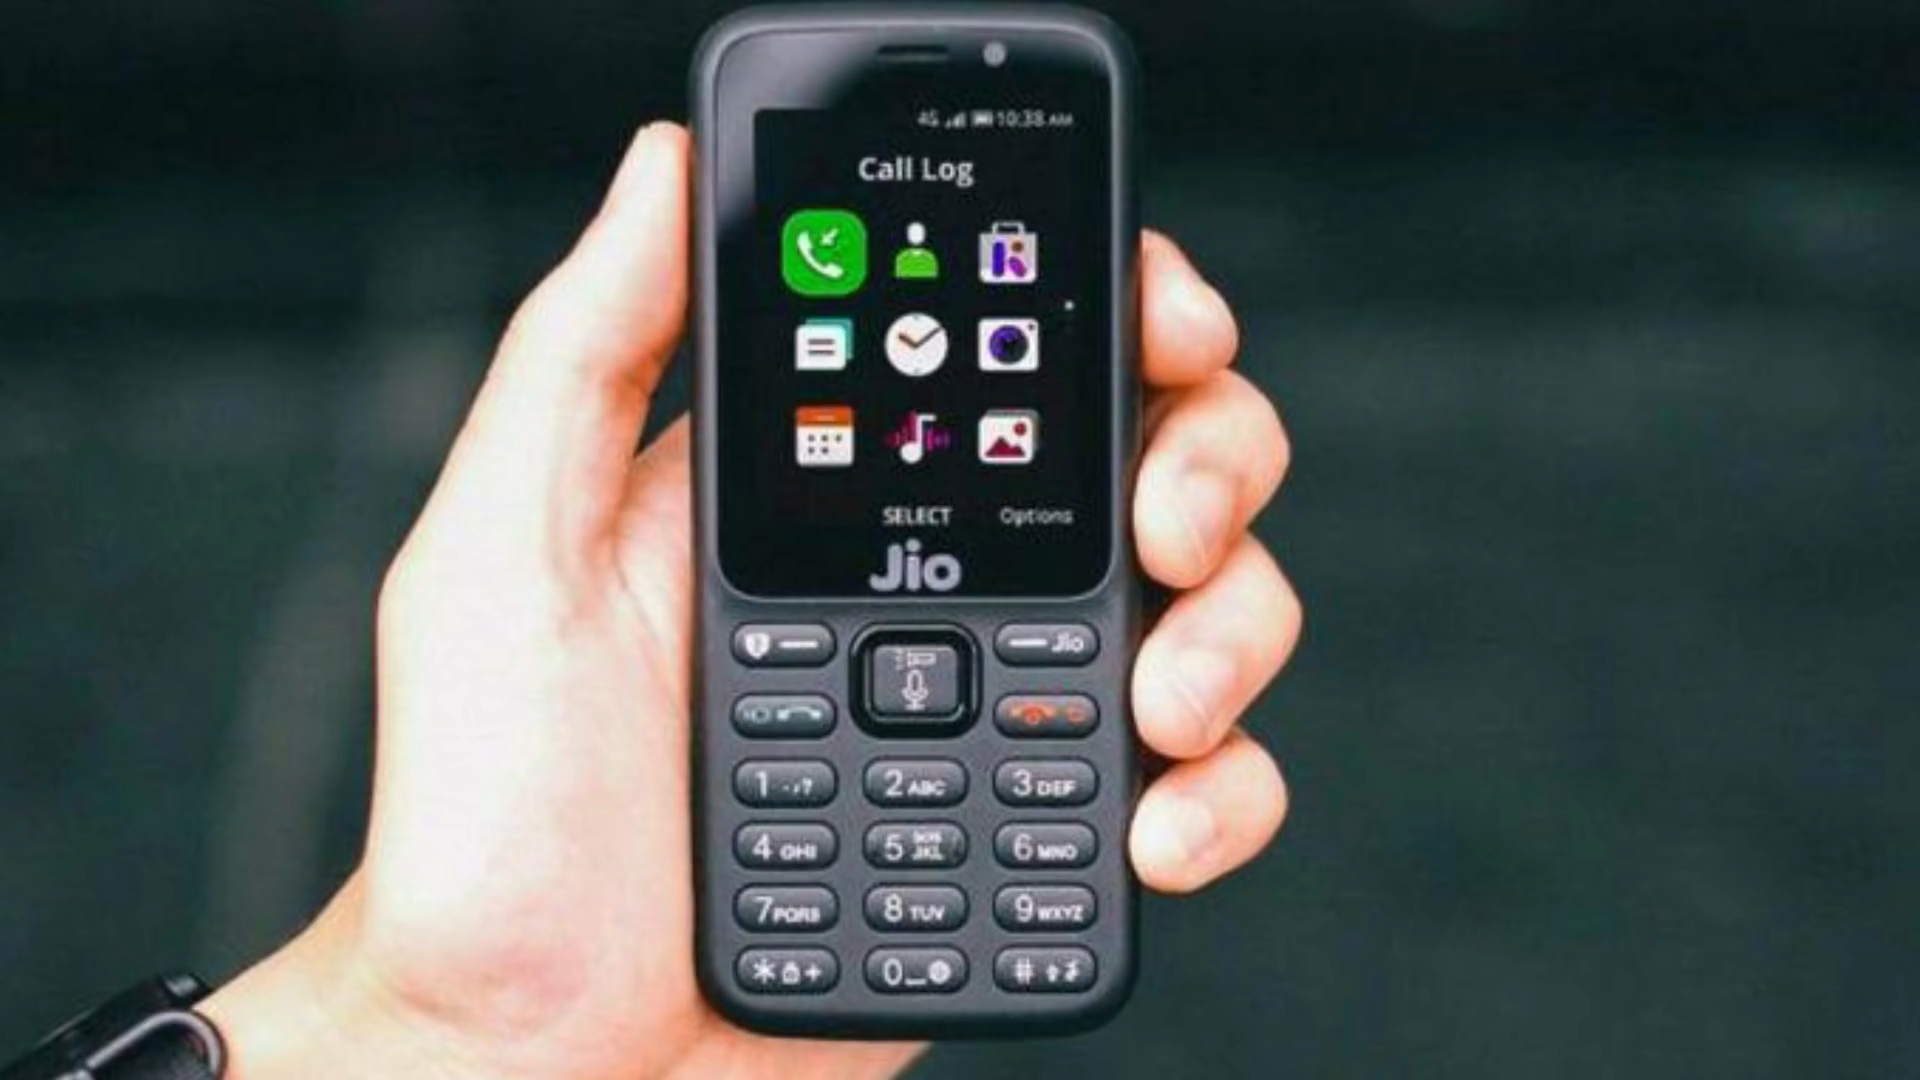 4G 10:38 AM
Call Log
SELECT Options
Jio
Jio
1 .,?
2 ABC
3 DEF
4 GHI
5 JKL
6 MNO
7 PQRS
8 TUV
9 WXYZ
* +
0_
#